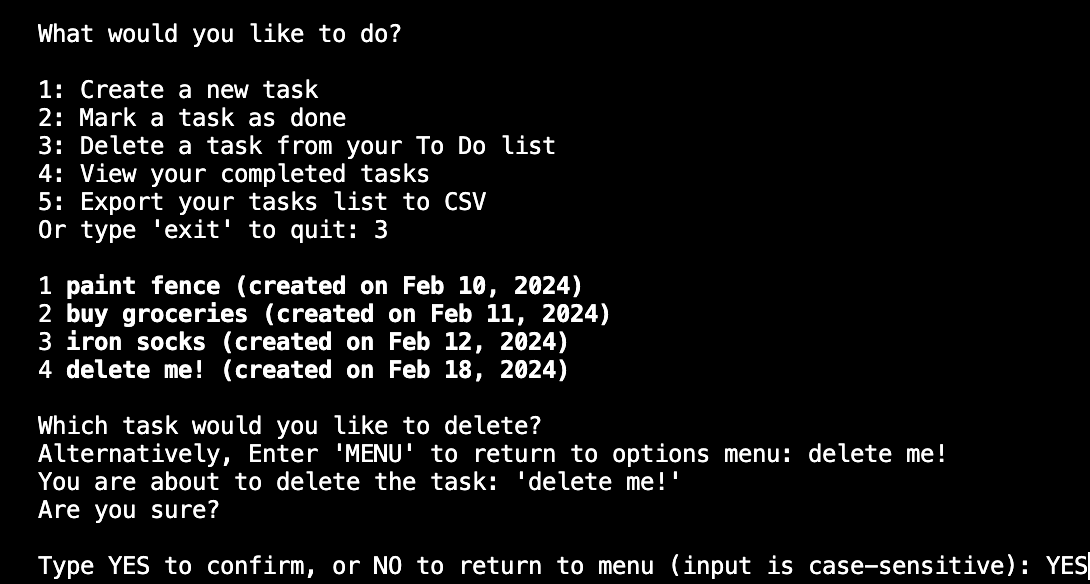 What would you like to do?
1: Create a new task
2: Mark a task as done
3: Delete a task from your To Do list
4: View your completed tasks
5: Export your tasks list to CSV
Or type 'exit' to quit: 3
1 paint fence (created on Feb 10, 2024)
2 buy groceries (created on Feb 11, 2024)
3 iron socks (created on Feb 12, 2024)
4 delete me! (created on Feb 18, 2024)
Which task would you like to delete?
Alternatively, Enter 'MENU' to return to options menu: delete me!
You are about to delete the task: 'delete me!'
Are you sure?
Type YES to confirm, or NO to return to menu (input is case-sensitive): YES